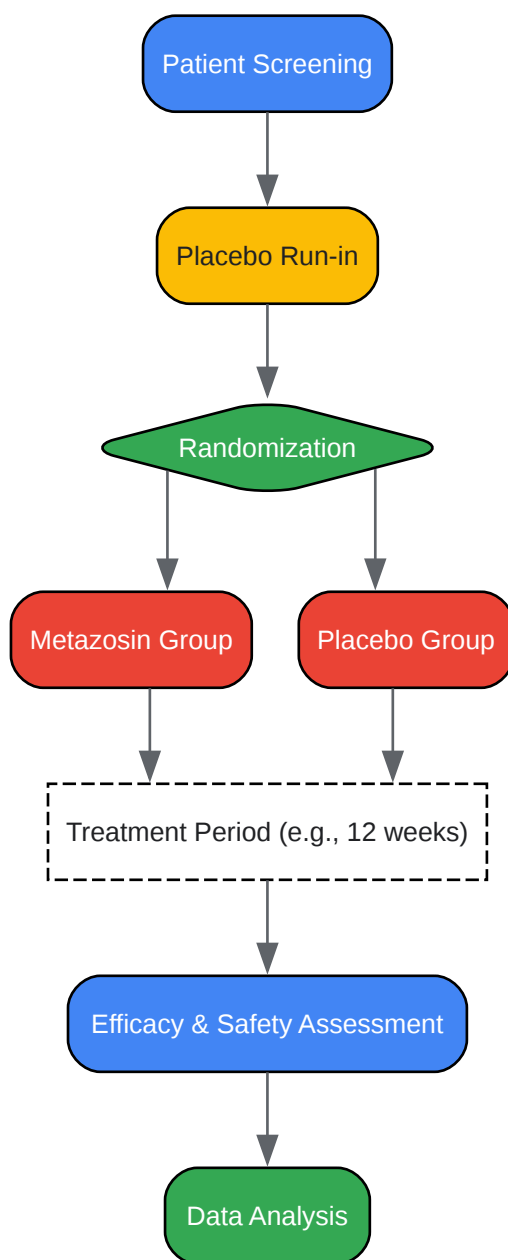 Patient Screening
Placebo Run-in
Randomization
Metazosin Group
Placebo Group
Treatment Period (e.g., 12 weeks)
Efficacy & Safety Assessment
Data Analysis